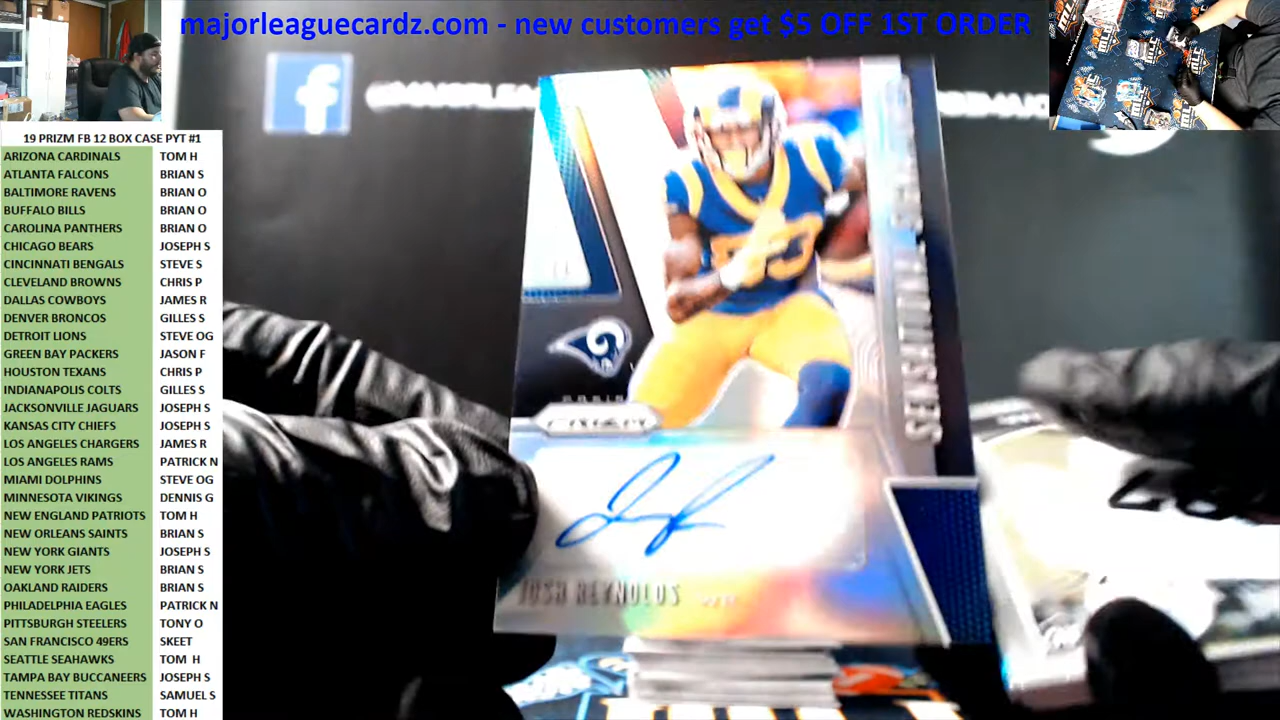 majorleaguecardz.com - new customers get $5 OFF 1ST ORDER
19 PRIZM FB 12 BOX CASE PYT #1
ARIZONA CARDINALS TOM H
ATLANTA FALCONS BRIAN S
BALTIMORE RAVENS BRIAN O
BUFFALO BILLS BRIAN O
CAROLINA PANTHERS BRIAN O
CHICAGO BEARS JOSEPH S
CINCINNATI BENGALS STEVE S
CLEVELAND BROWNS CHRIS P
DALLAS COWBOYS JAMES R
DENVER BRONCOS GILLES S
DETROIT LIONS STEVE OG
GREEN BAY PACKERS JASON F
HOUSTON TEXANS CHRIS P
INDIANAPOLIS COLTS GILLES S
JACKSONVILLE JAGUARS JOSEPH S
KANSAS CITY CHIEFS JOSEPH S
LOS ANGELES CHARGERS JAMES R
LOS ANGELES RAMS PATRICK N
MIAMI DOLPHINS STEVE OG
MINNESOTA VIKINGS DENNIS G
NEW ENGLAND PATRIOTS TOM H
NEW ORLEANS SAINTS BRIAN S
NEW YORK GIANTS JOSEPH S
NEW YORK JETS BRIAN S
OAKLAND RAIDERS BRIAN S
PHILADELPHIA EAGLES PATRICK N
PITTSBURGH STEELERS TONY O
SAN FRANCISCO 49ERS SKEET
SEATTLE SEAHAWKS TOM H
TAMPA BAY BUCCANEERS JOSEPH S
TENNESSEE TITANS SAMUEL S
WASHINGTON REDSKINS TOM H
f
83
PANINI
PRIZM
JOSH REYNOLDS